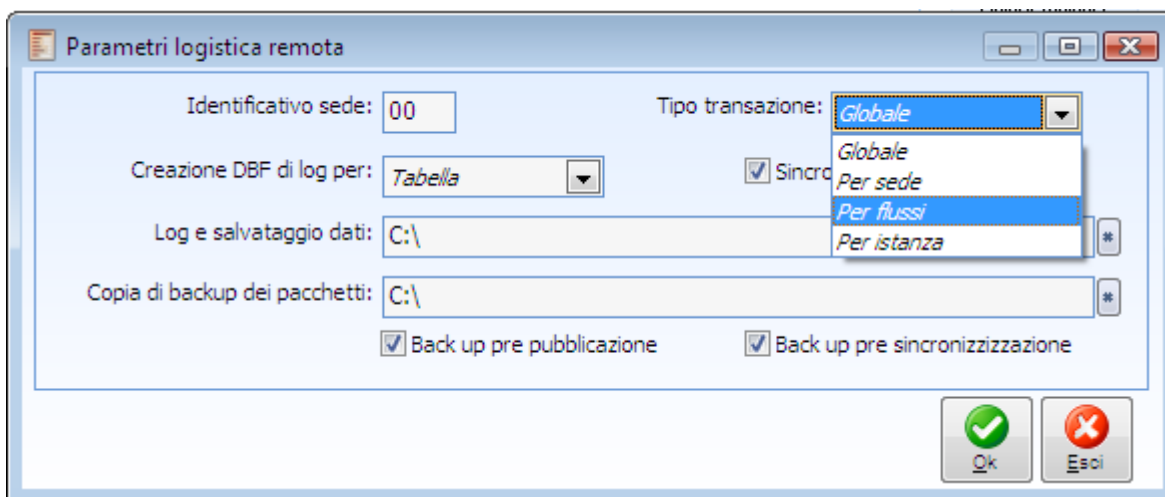 Parametri logistica remota
Identificativo sede: 00
Tipo transazione: Globale
Globale
Per sede
Per flussi
Per istanza
Creazione DBF di log per: Tabella
Log e salvataggio dati: C:\
Copia di backup dei pacchetti: C:\
Back up pre pubblicazione
Back up pre sincronizzizzazione
Ok
Esci